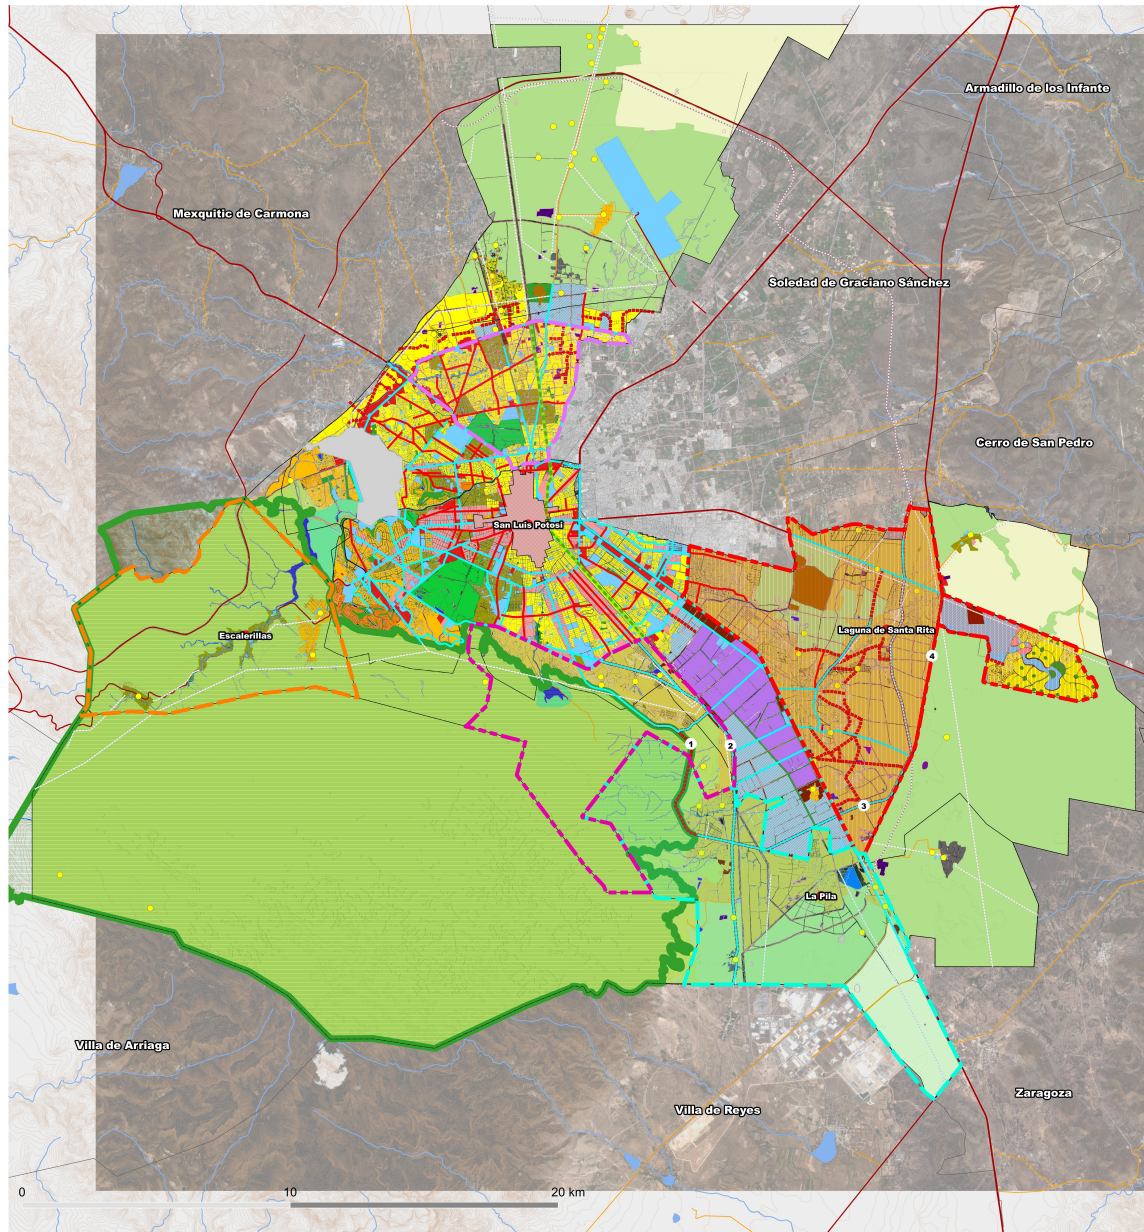 Armadillo de los Infante
Mexquitic de Carmona
Soledad de Graciano Sánchez
Cerro de San Pedro
San Luis Potosí
Laguna de Santa Rita
Escalerillas
4
1
2
3
La Pila
Villa de Arriaga
Zaragoza
Villa de Reyes
0
10
20 km